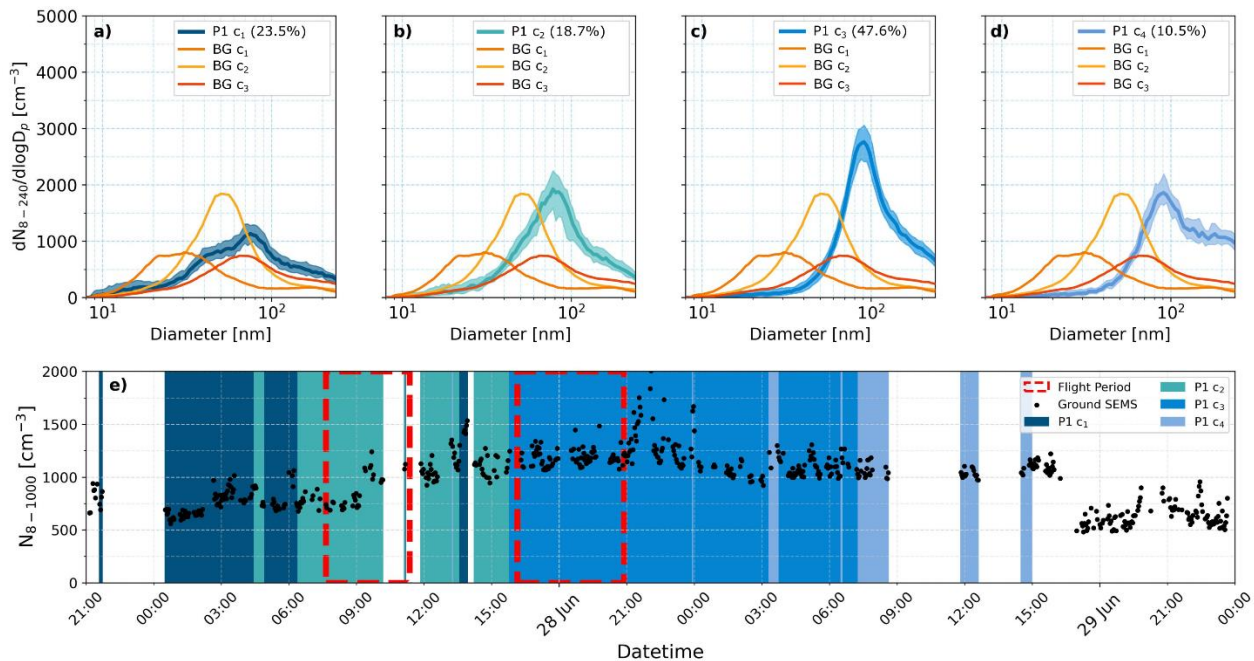 a)
P1 c₁ (23.5%)
BG c₁
BG c₂
BG c₃
b)
P1 c₂ (18.7%)
BG c₁
BG c₂
BG c₃
c)
P1 c₃ (47.6%)
BG c₁
BG c₂
BG c₃
d)
P1 c₄ (10.5%)
BG c₁
BG c₂
BG c₃
5000
4000
3000
2000
1000
0
dN₈₋₂₄₀/dlogDₚ [cm⁻³]
10¹ 10²
10¹ 10²
10¹ 10²
10¹ 10²
Diameter [nm]
Diameter [nm]
Diameter [nm]
Diameter [nm]
e)
Flight Period
Ground SEMS
P1 c₁
P1 c₂
P1 c₃
P1 c₄
2000
1500
1000
500
0
N₈₋₁₀₀₀ [cm⁻³]
21:00
00:00
03:00
06:00
09:00
12:00
15:00
28 Jun
21:00
00:00
03:00
06:00
09:00
12:00
15:00
29 Jun
21:00
00:00
Datetime